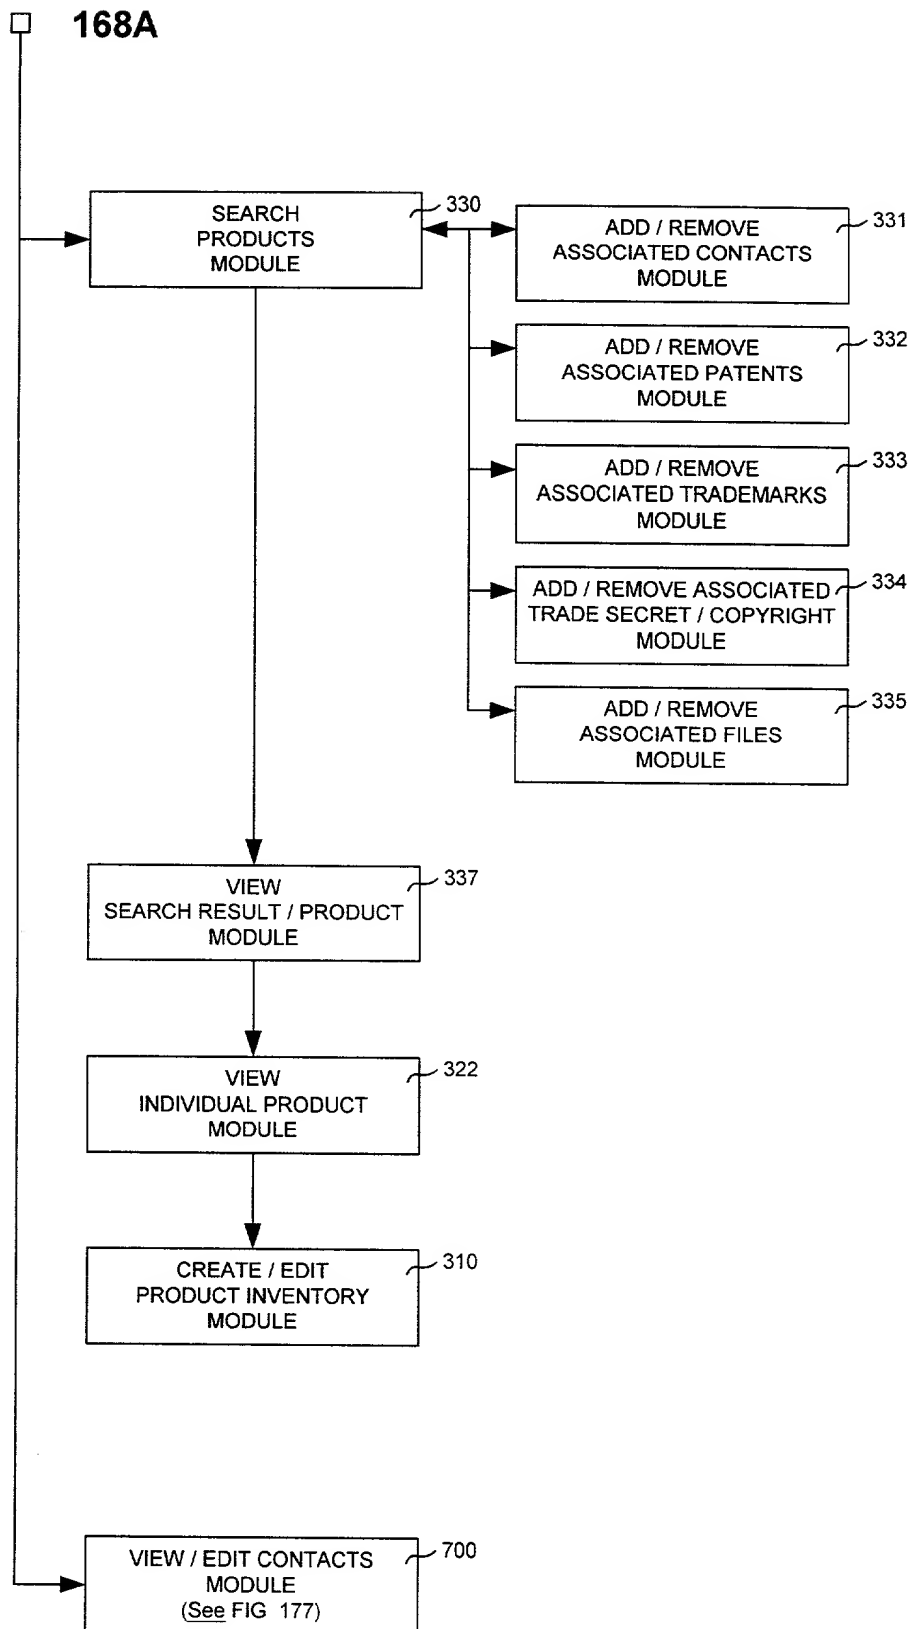 168A
SEARCH
PRODUCTS
MODULE
330
ADD / REMOVE
ASSOCIATED CONTACTS
MODULE
331
ADD / REMOVE
ASSOCIATED PATENTS
MODULE
332
ADD / REMOVE
ASSOCIATED TRADEMARKS
MODULE
333
ADD / REMOVE ASSOCIATED
TRADE SECRET / COPYRIGHT
MODULE
334
ADD / REMOVE
ASSOCIATED FILES
MODULE
335
VIEW
SEARCH RESULT / PRODUCT
MODULE
337
VIEW
INDIVIDUAL PRODUCT
MODULE
322
CREATE / EDIT
PRODUCT INVENTORY
MODULE
310
VIEW / EDIT CONTACTS
MODULE
(See FIG 177)
700